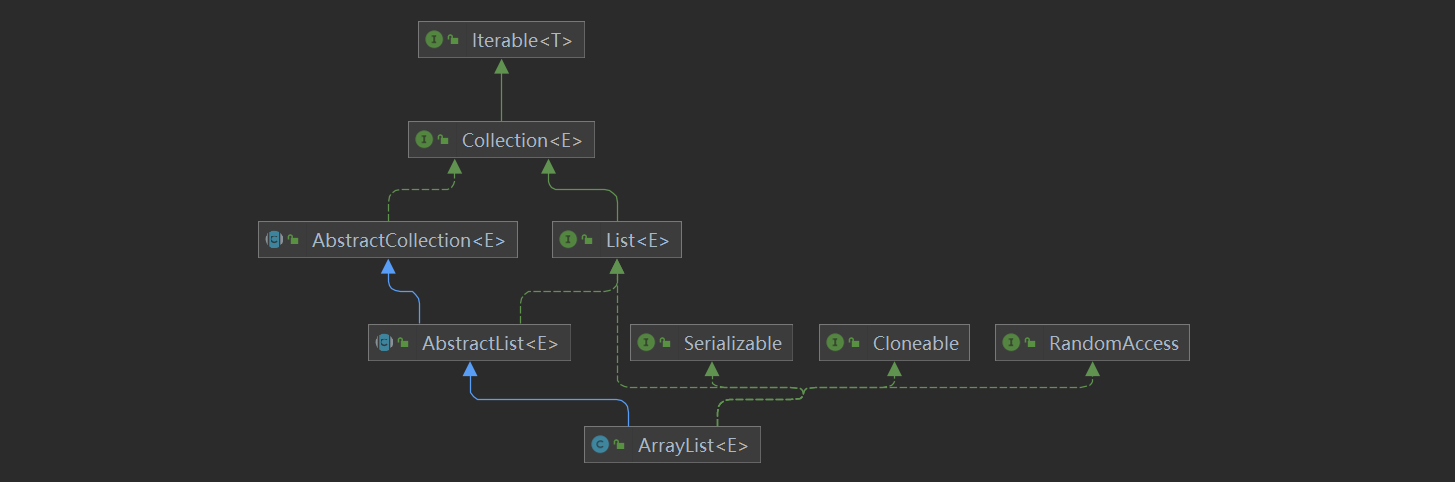 Iterable<T>
Collection<E>
AbstractCollection<E>
List<E>
AbstractList<E>
Serializable
Cloneable
RandomAccess
ArrayList<E>